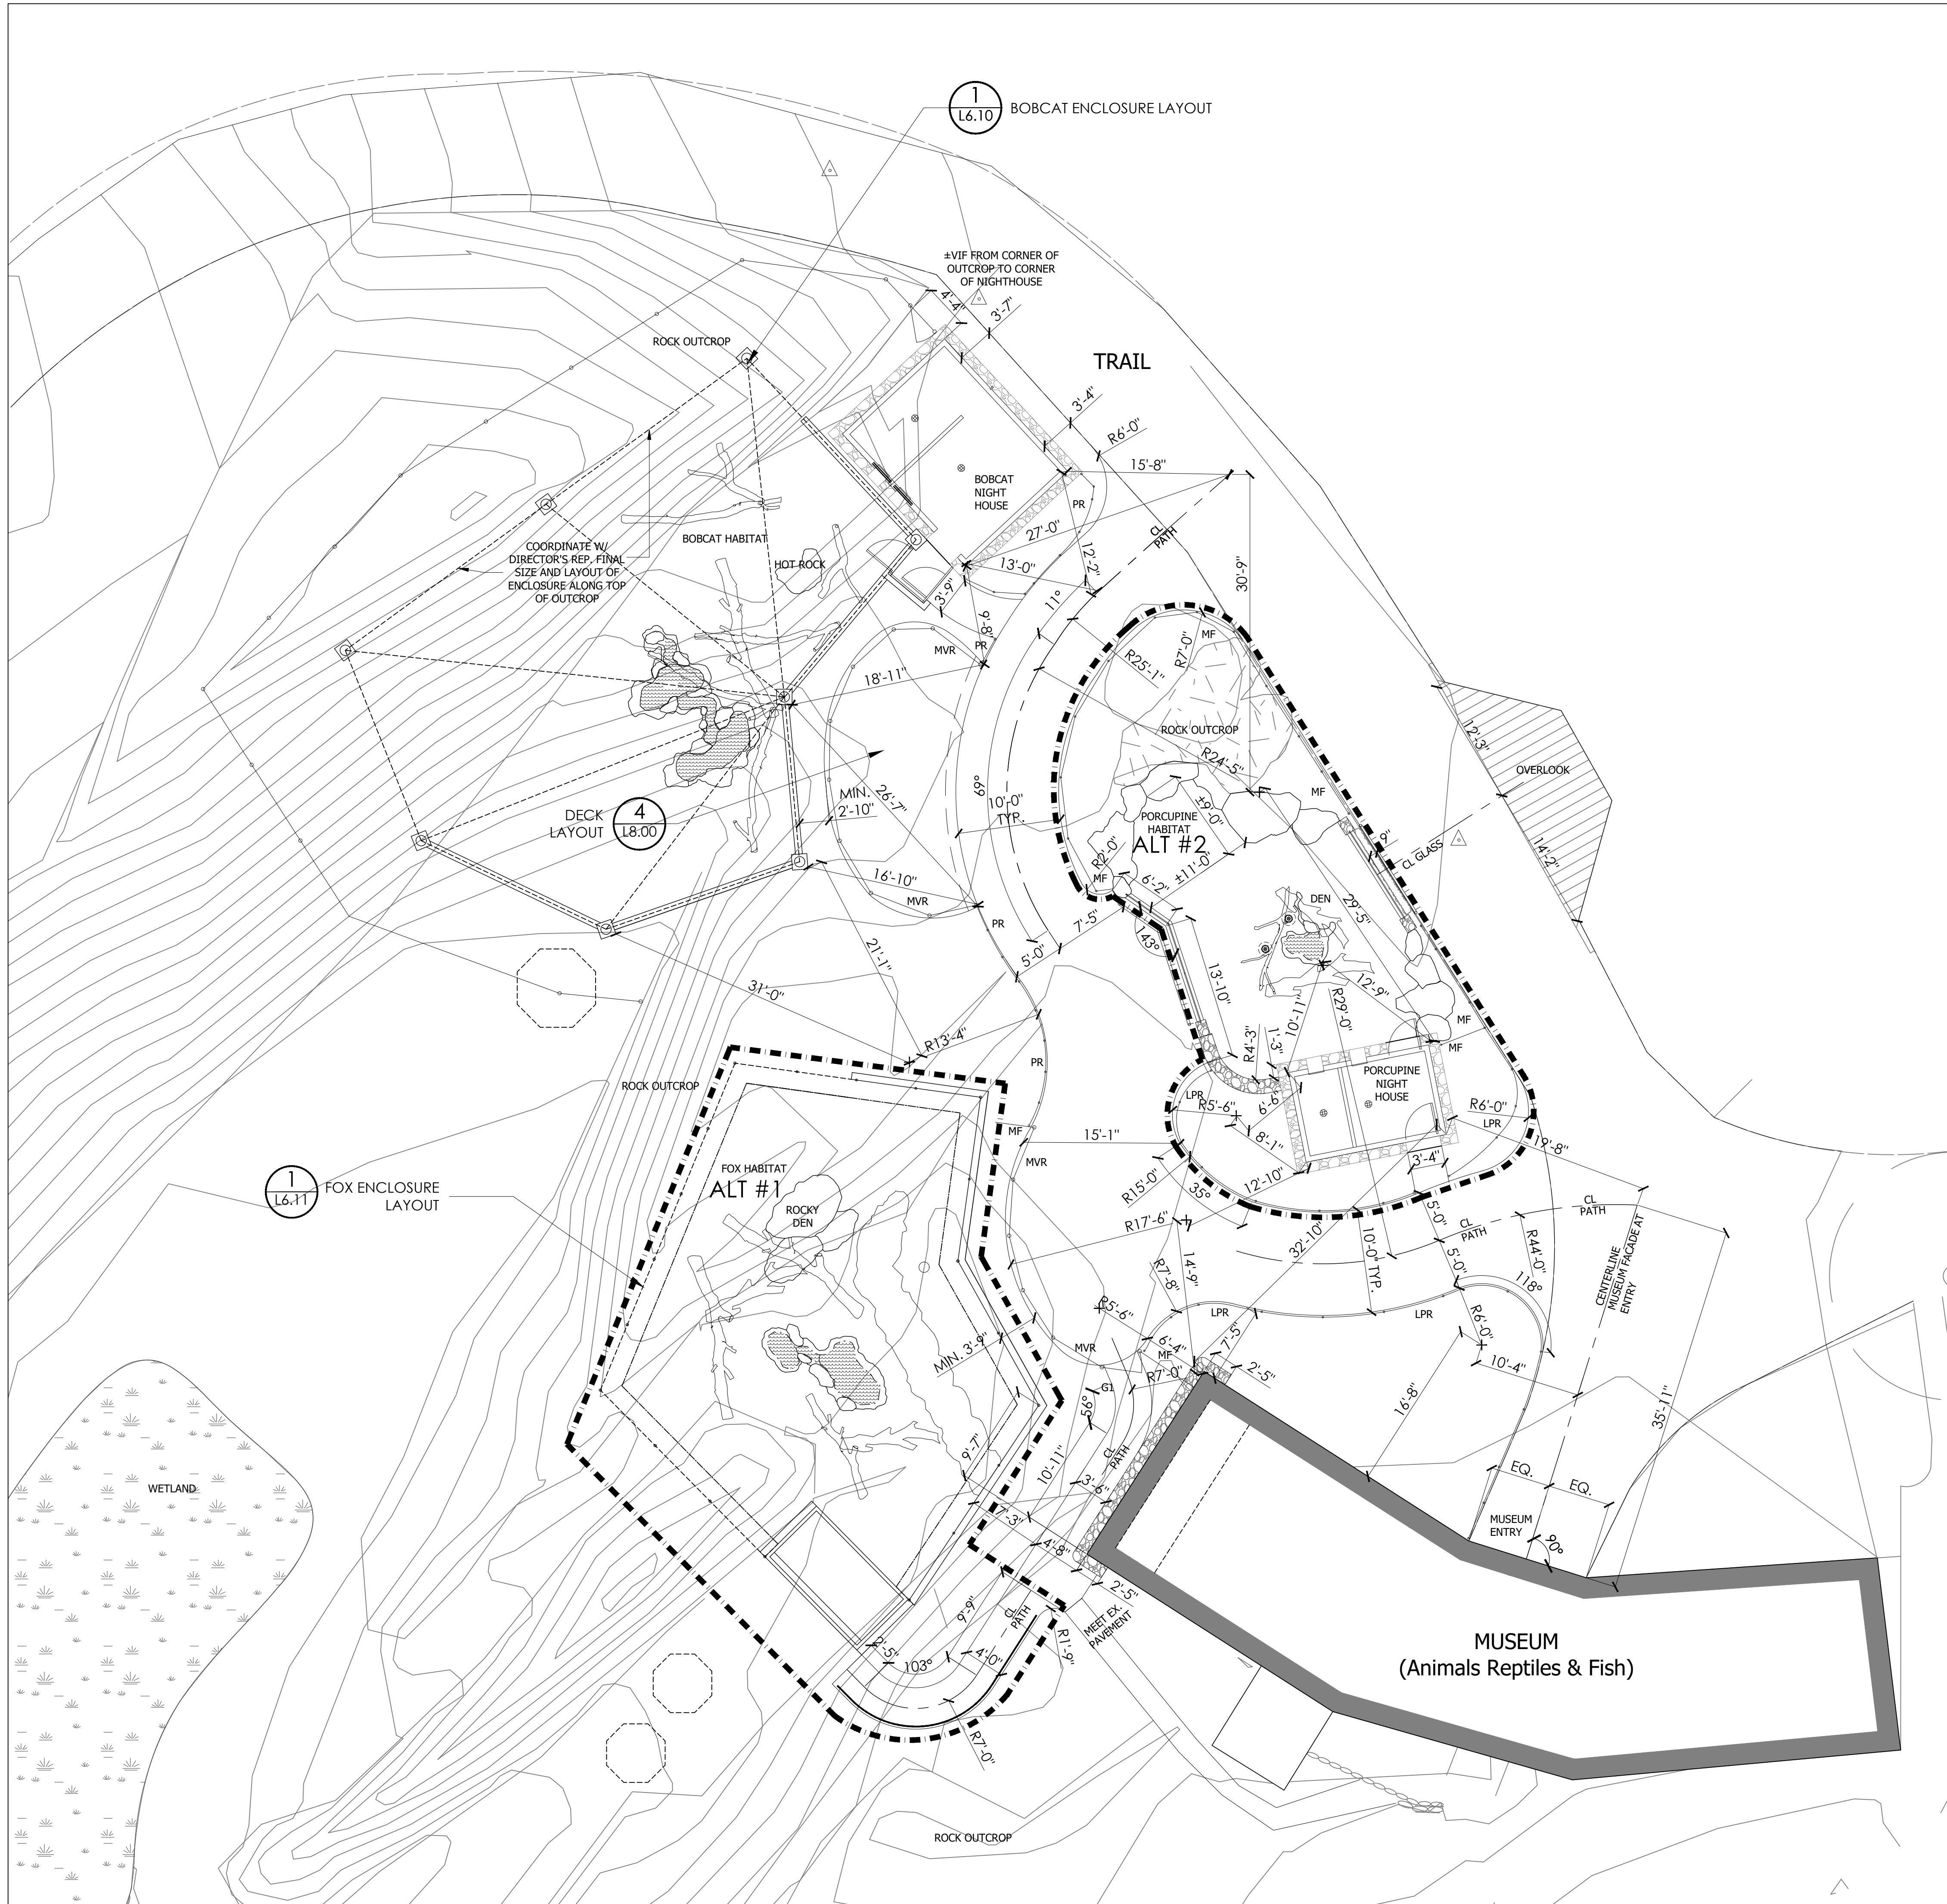 1
L6.10
BOBCAT ENCLOSURE LAYOUT
±VIF FROM CORNER OF
OUTCROP TO CORNER
OF NIGHTHOUSE
4'-4"
3'-7"
ROCK OUTCROP
TRAIL
3'-4"
R6'-0"
15'-8"
BOBCAT
NIGHT
HOUSE
PR
27'-0"
CL
PATH
BOBCAT HABITAT
COORDINATE W/
DIRECTOR'S REP. FINAL
SIZE AND LAYOUT OF
ENCLOSURE ALONG TOP
OF OUTCROP
HOT ROCK
13'-0"
12'-2"
30'-9"
3'-9"
11°
9'-8"
PR
MVR
MF
R7'-0"
R25'-1"
18'-11"
ROCK OUTCROP
R24'-5"
12'-3"
OVERLOOK
69°
26'-7"
MIN.
2'-10"
10'-0"
TYP.
±9'-0"
MF
DECK
LAYOUT
4
L8.00
PORCUPINE
HABITAT
ALT #2
9"
CL GLASS
14'-2"
R2'-0"
MF
6'-2"
±11'-0"
16'-10"
MVR
PR
7'-5"
DEN
29'-5"
143°
5'-0"
21'-1"
13'-10"
12'-9"
31'-0"
10'-11"
R29'-0"
MF
R13'-4"
R4'-3"
1'-3"
MF
PR
ROCK OUTCROP
PORCUPINE
NIGHT
HOUSE
LPR
R5'-6"
6'-6"
R6'-0"
LPR
MF
15'-1"
8'-1"
19'-8"
MVR
3'-4"
FOX HABITAT
ALT #1
1
L6.11
FOX ENCLOSURE
LAYOUT
ROCKY
DEN
R15'-0"
35°
12'-10"
5'-0"
CL
PATH
R17'-6"
32'-10"
10'-0" TYP.
CL
PATH
5'-0"
R44'-0"
CENTERLINE
MUSEUM FACADE AT
ENTRY
14'-9"
R7'-8"
118°
R5'-6"
LPR
LPR
R6'-0"
MIN. 3'-9"
MVR
6'-4"
MF
7'-5"
2'-5"
10'-4"
R7'-0"
G1
56°
16'-8"
35'-11"
9'-7"
10'-11"
CL
PATH
3'-6"
EQ.
EQ.
WETLAND
7'-3"
4'-8"
MUSEUM
ENTRY
90°
2'-5"
9'-9"
CL
PATH
MEET EX.
PAVEMENT
R1'-9"
2'-5"
103°
4'-0"
MUSEUM
(Animals Reptiles & Fish)
R7'-0"
ROCK OUTCROP